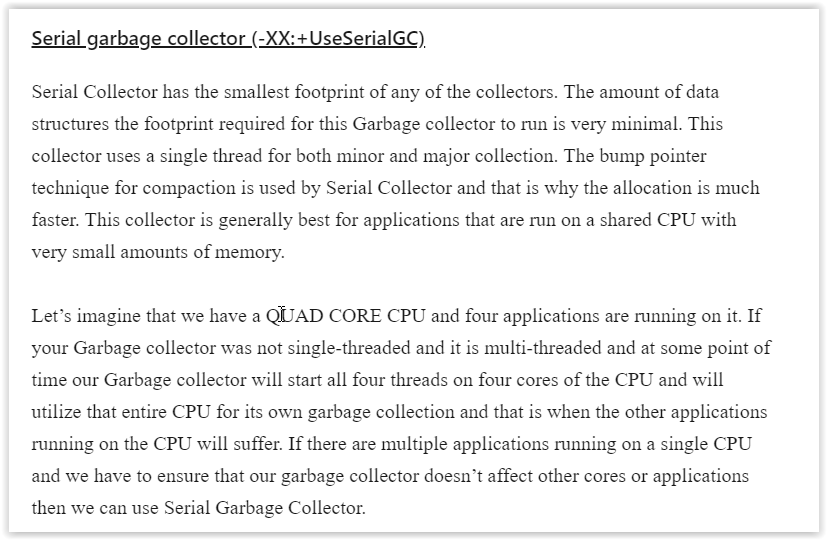 Serial garbage collector (-XX:+UseSerialGC)
Serial Collector has the smallest footprint of any of the collectors. The amount of data
structures the footprint required for this Garbage collector to run is very minimal. This
collector uses a single thread for both minor and major collection. The bump pointer
technique for compaction is used by Serial Collector and that is why the allocation is much
faster. This collector is generally best for applications that are run on a shared CPU with
very small amounts of memory.
Let’s imagine that we have a QUAD CORE CPU and four applications are running on it. If
your Garbage collector was not single-threaded and it is multi-threaded and at some point of
time our Garbage collector will start all four threads on four cores of the CPU and will
utilize that entire CPU for its own garbage collection and that is when the other applications
running on the CPU will suffer. If there are multiple applications running on a single CPU
and we have to ensure that our garbage collector doesn’t affect other cores or applications
then we can use Serial Garbage Collector.